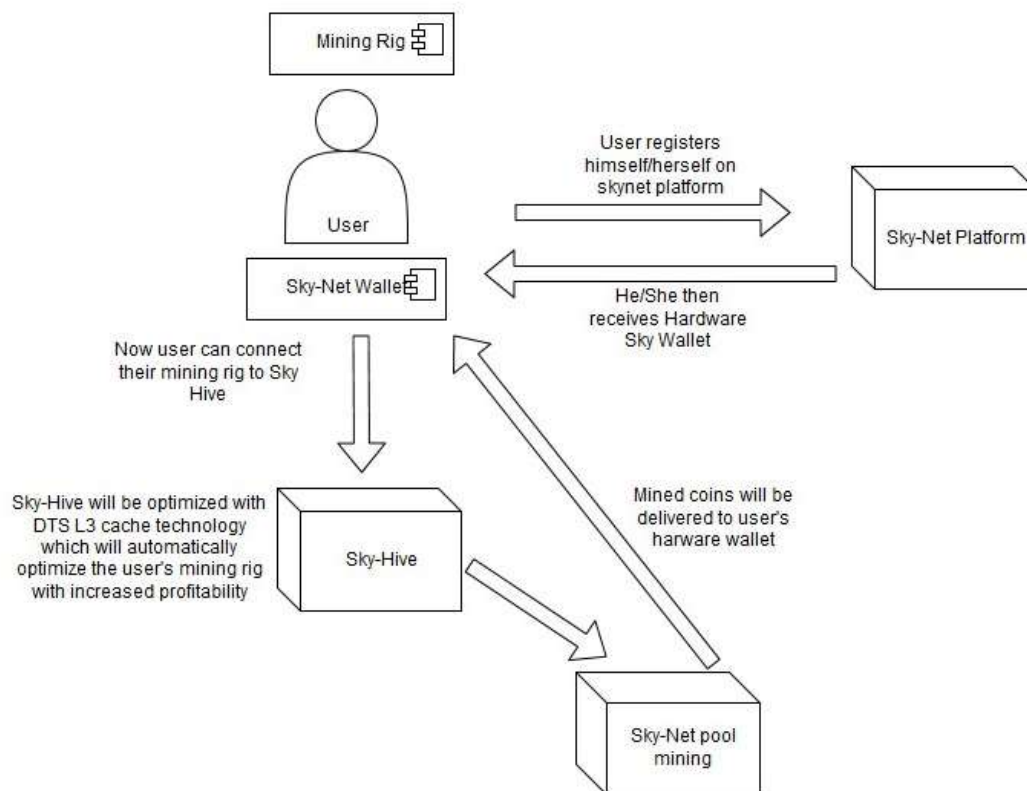 Mining Rig
User
Sky-Net Wallet
User registers
himself/herself on
skynet platform
Sky-Net Platform
He/She then
receives Hardware
Sky Wallet
Now user can connect
their mining rig to Sky
Hive
Sky-Hive will be optimized with
DTS L3 cache technology
which will automatically
optimize the user's mining rig
with increased profitability
Sky-Hive
Mined coins will be
delivered to user's
harware wallet
Sky-Net pool
mining